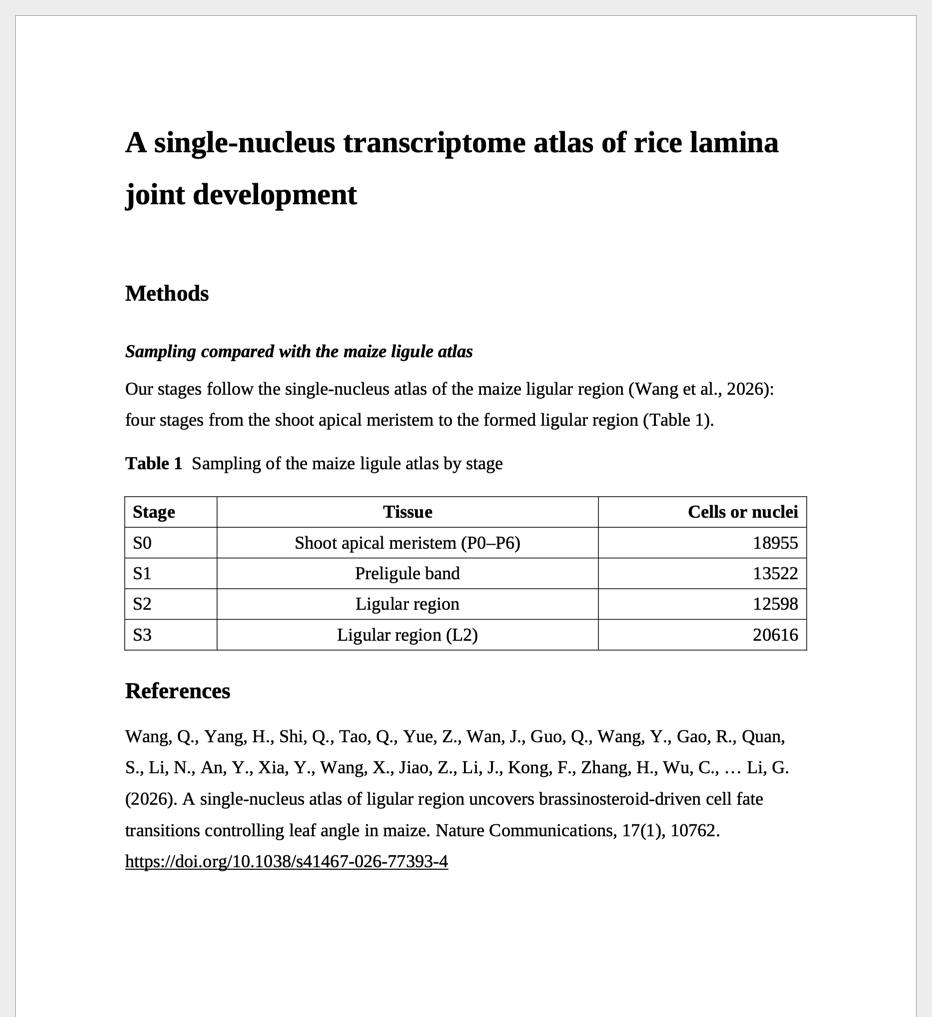 A single-nucleus transcriptome atlas of rice lamina
joint development
Methods
Sampling compared with the maize ligule atlas
Our stages follow the single-nucleus atlas of the maize ligular region (Wang et al., 2026):
four stages from the shoot apical meristem to the formed ligular region (Table 1).
Table 1 Sampling of the maize ligule atlas by stage
Stage Tissue Cells or nuclei
S0 Shoot apical meristem (P0–P6) 18955
S1 Preligule band 13522
S2 Ligular region 12598
S3 Ligular region (L2) 20616
References
Wang, Q., Yang, H., Shi, Q., Tao, Q., Yue, Z., Wan, J., Guo, Q., Wang, Y., Gao, R., Quan,
S., Li, N., An, Y., Xia, Y., Wang, X., Jiao, Z., Li, J., Kong, F., Zhang, H., Wu, C., … Li, G.
(2026). A single-nucleus atlas of ligular region uncovers brassinosteroid-driven cell fate
transitions controlling leaf angle in maize. Nature Communications, 17(1), 10762.
https://doi.org/10.1038/s41467-026-77393-4